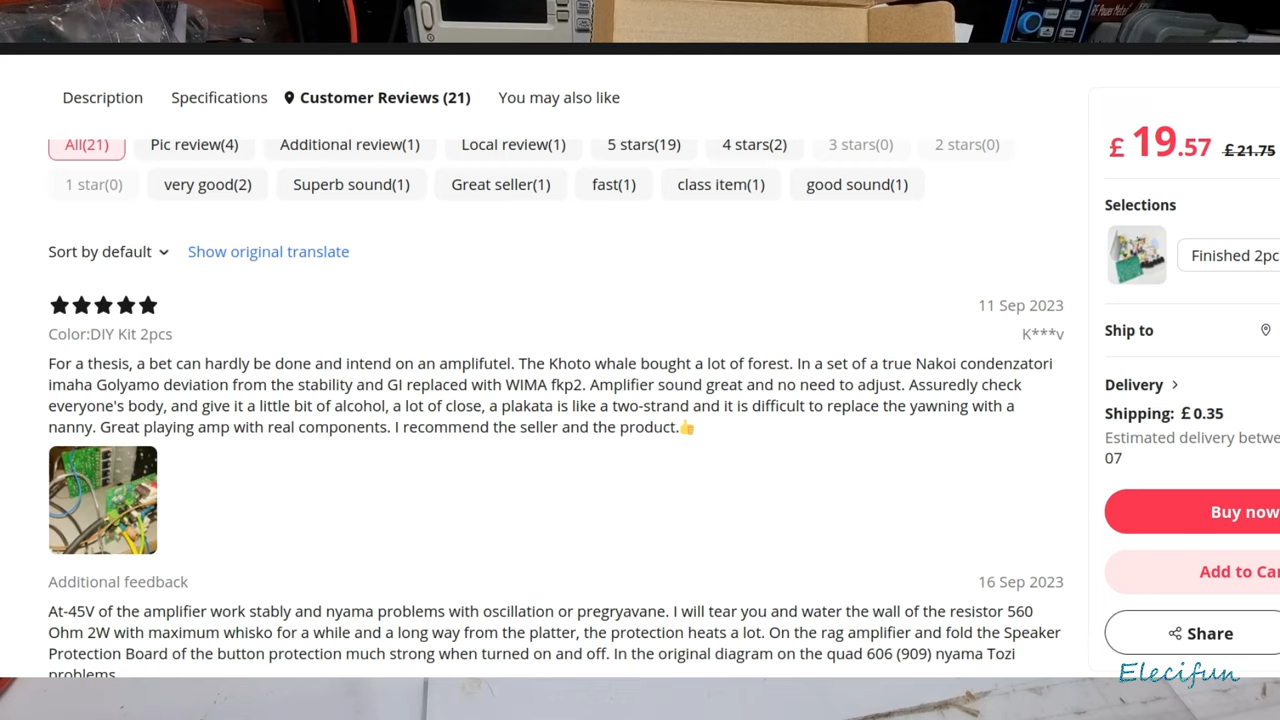 RF Power Meter
Description Specifications Customer Reviews (21) You may also like
All(21) Pic review(4) Additional review(1) Local review(1) 5 stars(19) 4 stars(2) 3 stars(0) 2 stars(0)
1 star(0) very good(2) Superb sound(1) Great seller(1) fast(1) class item(1) good sound(1)
Sort by default Show original translate
11 Sep 2023
Color:DIY Kit 2pcs K***v
For a thesis, a bet can hardly be done and intend on an amplifutel. The Khoto whale bought a lot of forest. In a set of a true Nakoi condenzatori
imaha Golyamo deviation from the stability and GI replaced with WIMA fkp2. Amplifier sound great and no need to adjust. Assuredly check
everyone's body, and give it a little bit of alcohol, a lot of close, a plakata is like a two-strand and it is difficult to replace the yawning with a
nanny. Great playing amp with real components. I recommend the seller and the product.👍
Additional feedback 16 Sep 2023
At-45V of the amplifier work stably and nyama problems with oscillation or pregryavane. I will tear you and water the wall of the resistor 560
Ohm 2W with maximum whisko for a while and a long way from the platter, the protection heats a lot. On the rag amplifier and fold the Speaker
Protection Board of the button protection much strong when turned on and off. In the original diagram on the quad 606 (909) nyama Tozi
problems
£ 19.57 £21.75
Selections
Finished 2pc
Ship to
Delivery
Shipping: £0.35
Estimated delivery betwe
07
Buy now
Add to Car
Share
Elecifun